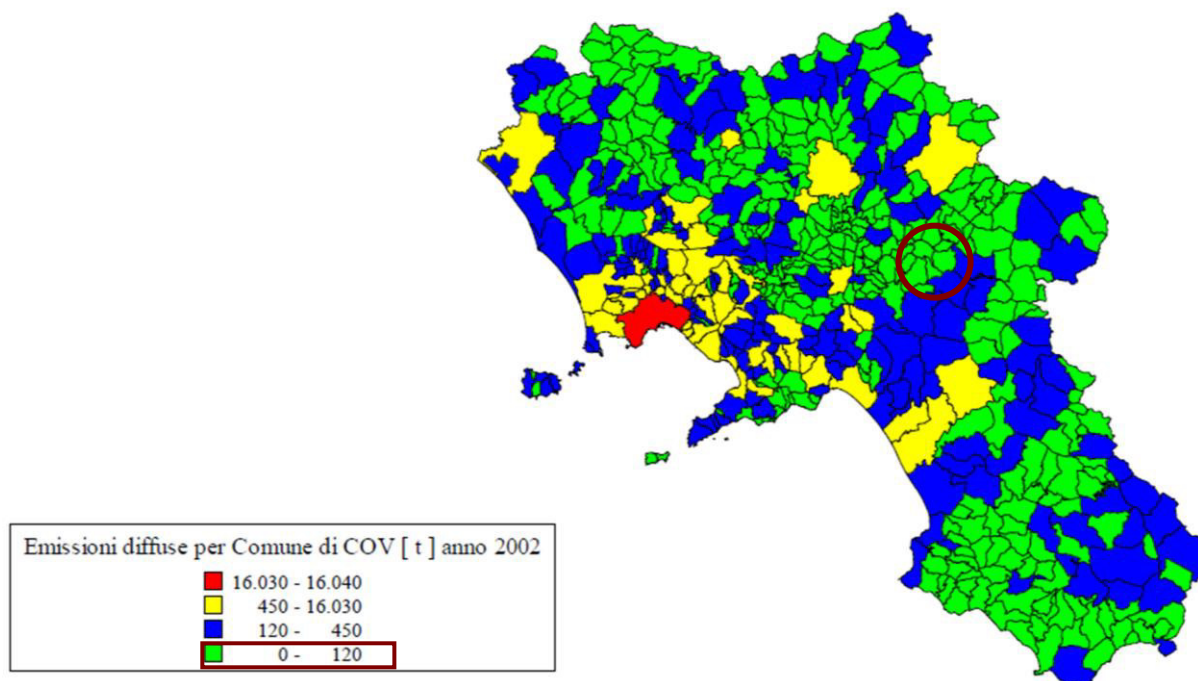 Emissioni diffuse per Comune di COV [ t ] anno 2002
16.030 - 16.040
450 - 16.030
120 - 450
0 - 120